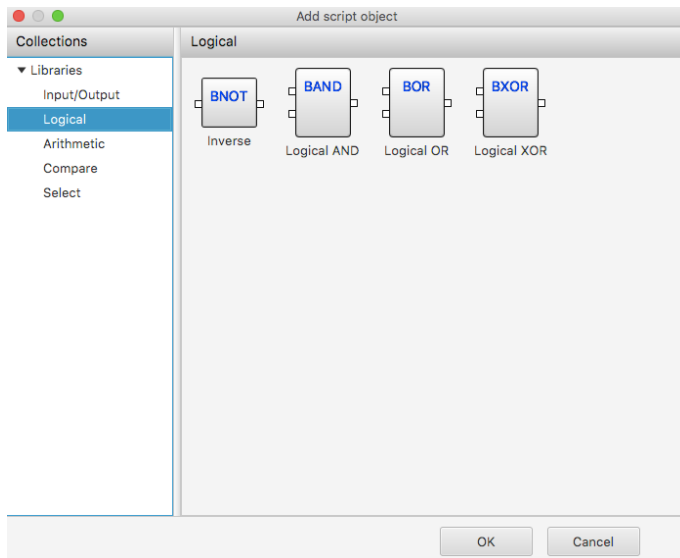 Add script object
Collections
Logical
▼ Libraries
Input/Output
Logical
Arithmetic
Compare
Select
BNOT
BAND
BOR
BXOR
Inverse
Logical AND
Logical OR
Logical XOR
OK
Cancel